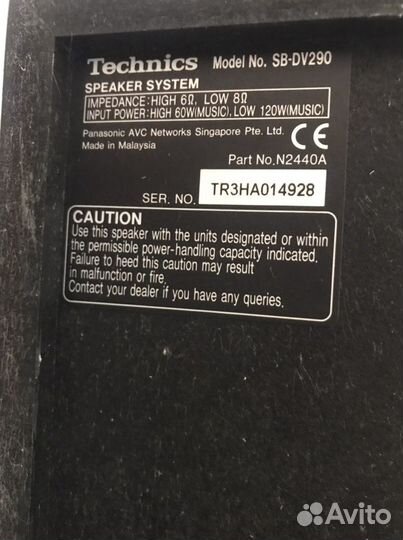 Technics Model No. SB-DV290
SPEAKER SYSTEM
IMPEDANCE: HIGH 6Ω, LOW 8Ω
INPUT POWER: HIGH 60W(MUSIC), LOW 120W(MUSIC)
Panasonic AVC Networks Singapore Pte. Ltd.
Made in Malaysia CE
Part No.N2440A
SER. NO. TR3HA014928
CAUTION
Use this speaker with the units designated or within
the permissible power-handling capacity indicated.
Failure to heed this caution may result
in malfunction or fire.
Contact your dealer if you have any queries.
Avito